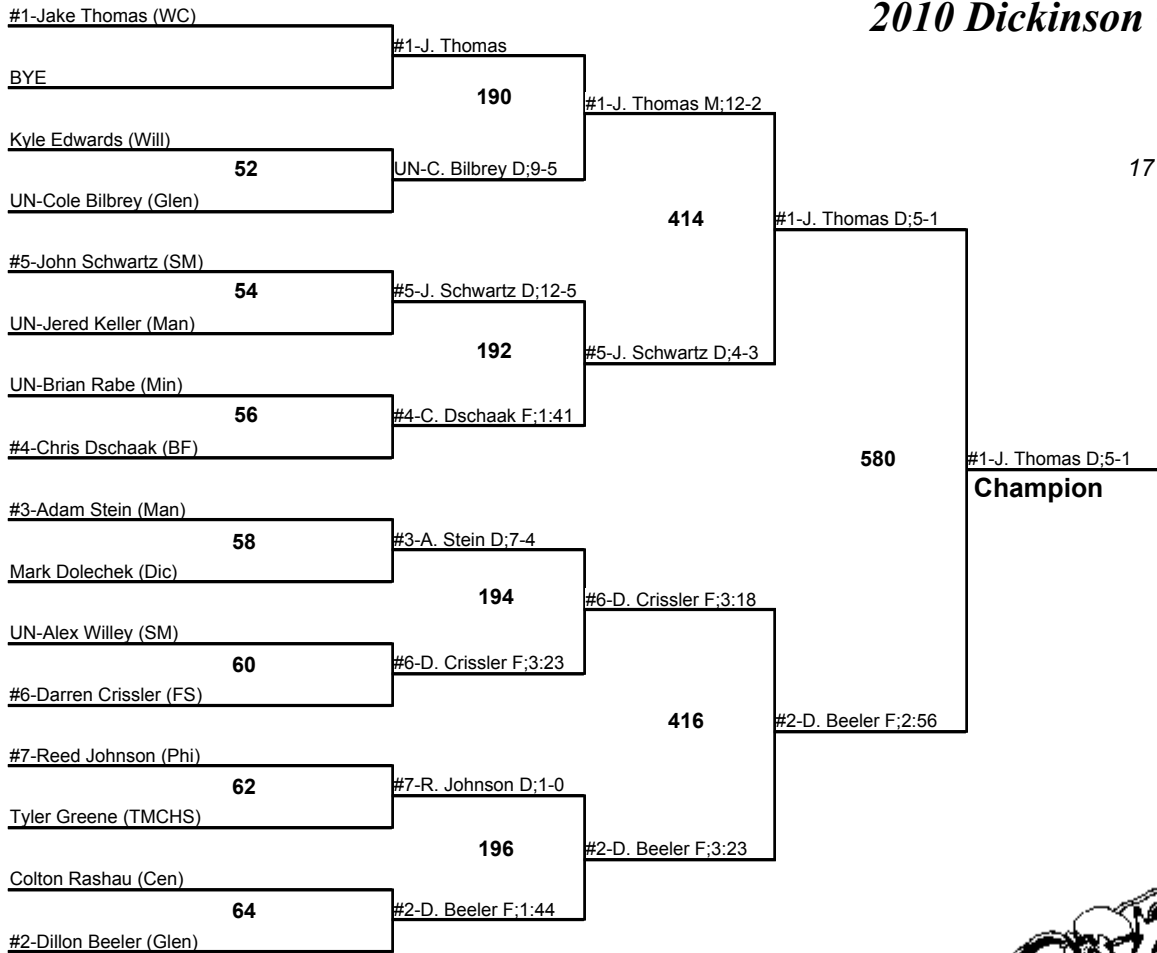 2010 Dickinson
17
#1-Jake Thomas (WC)
BYE
Kyle Edwards (Will)
52
UN-Cole Bilbrey (Glen)
#5-John Schwartz (SM)
54
UN-Jered Keller (Man)
UN-Brian Rabe (Min)
56
#4-Chris Dschaak (BF)
#3-Adam Stein (Man)
58
Mark Dolechek (Dic)
UN-Alex Willey (SM)
60
#6-Darren Crissler (FS)
#7-Reed Johnson (Phi)
62
Tyler Greene (TMCHS)
Colton Rashau (Cen)
64
#2-Dillon Beeler (Glen)
#1-J. Thomas
190
UN-C. Bilbrey D;9-5
#5-J. Schwartz D;12-5
192
#4-C. Dschaak F;1:41
#3-A. Stein D;7-4
194
#6-D. Crissler F;3:23
#7-R. Johnson D;1-0
196
#2-D. Beeler F;1:44
#1-J. Thomas M;12-2
414
#5-J. Schwartz D;4-3
#6-D. Crissler F;3:18
416
#2-D. Beeler F;3:23
#1-J. Thomas D;5-1
580
#2-D. Beeler F;2:56
#1-J. Thomas D;5-1
Champion